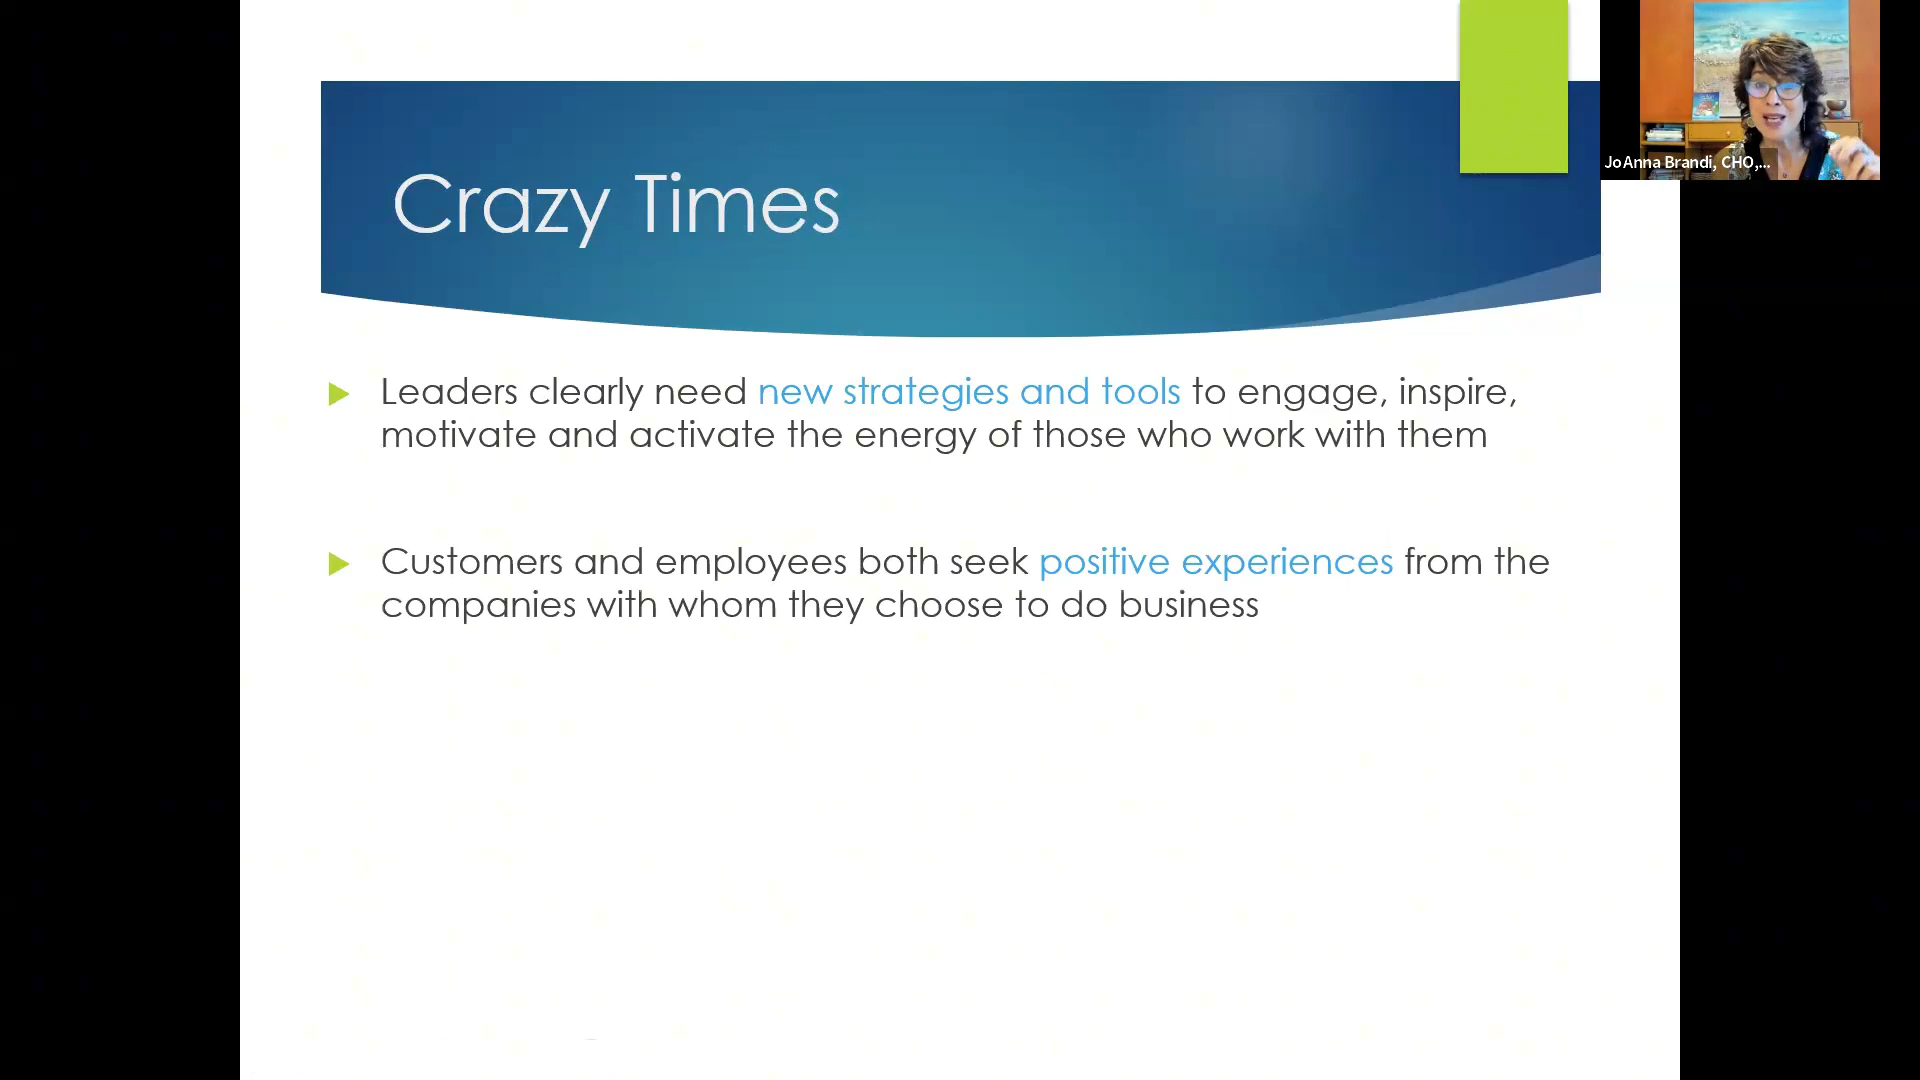 Crazy Times
JoAnna Brandi, CHO,...
Leaders clearly need new strategies and tools to engage, inspire,
motivate and activate the energy of those who work with them
Customers and employees both seek positive experiences from the
companies with whom they choose to do business